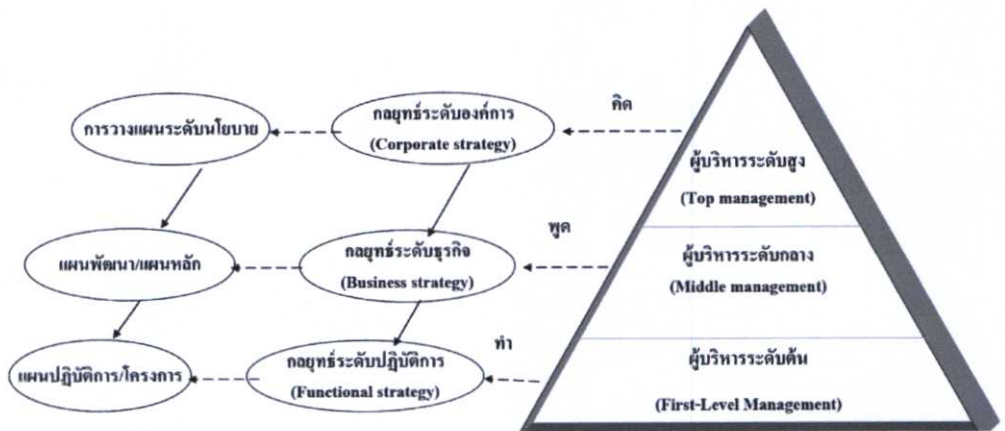 คิด
กลยุทธ์ระดับองค์การ
(Corporate strategy)
การวางแผนระดับนโยบาย
ผู้บริหารระดับสูง
(Top management)
พูด
กลยุทธ์ระดับธุรกิจ
(Business strategy)
แผนพัฒนา/แผนหลัก
ผู้บริหารระดับกลาง
(Middle management)
ทำ
กลยุทธ์ระดับปฏิบัติการ
(Functional strategy)
แผนปฏิบัติการ/โครงการ
ผู้บริหารระดับต้น
(First-Level Management)